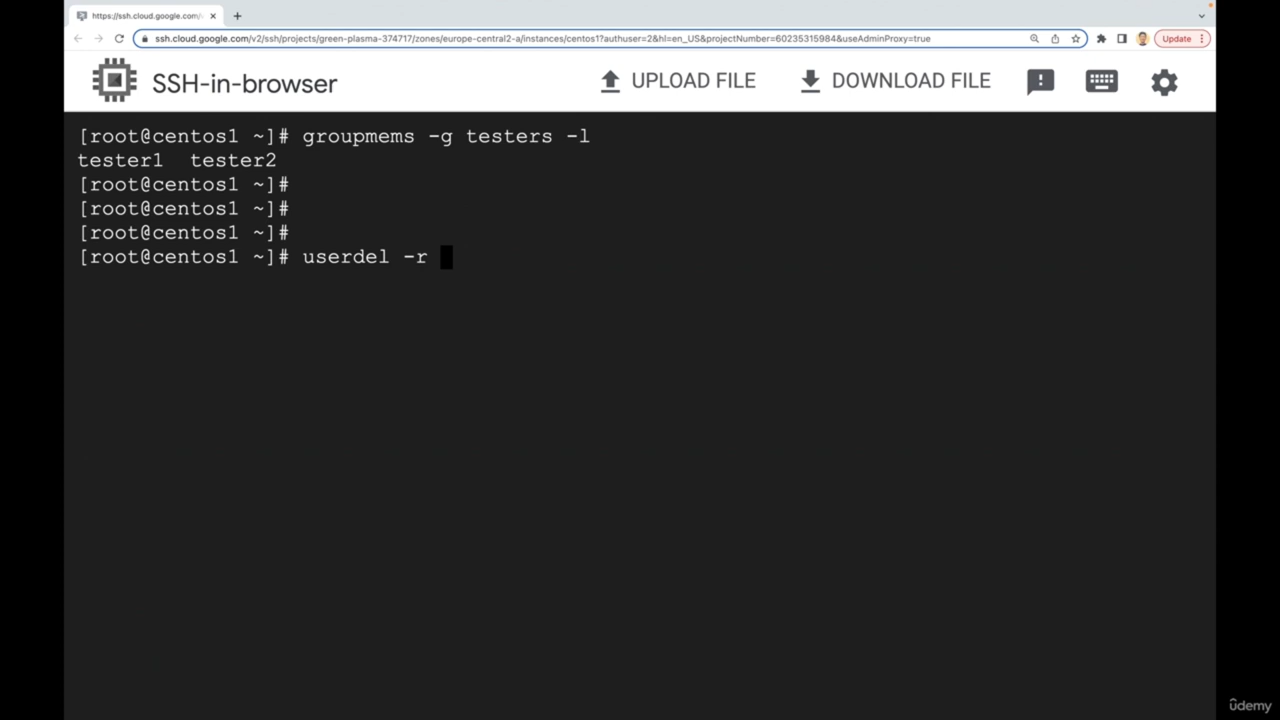 https://ssh.cloud.google.com/v
ssh.cloud.google.com/v2/ssh/projects/green-plasma-374717/zones/europe-central2-a/instances/centos1?authuser=2&hl=en_US&projectNumber=60235315984&useAdminProxy=true
Update
SSH-in-browser
UPLOAD FILE
DOWNLOAD FILE
[root@centos1 ~]# groupmems -g testers -l
tester1  tester2
[root@centos1 ~]#
[root@centos1 ~]#
[root@centos1 ~]#
[root@centos1 ~]# userdel -r
ûdemy